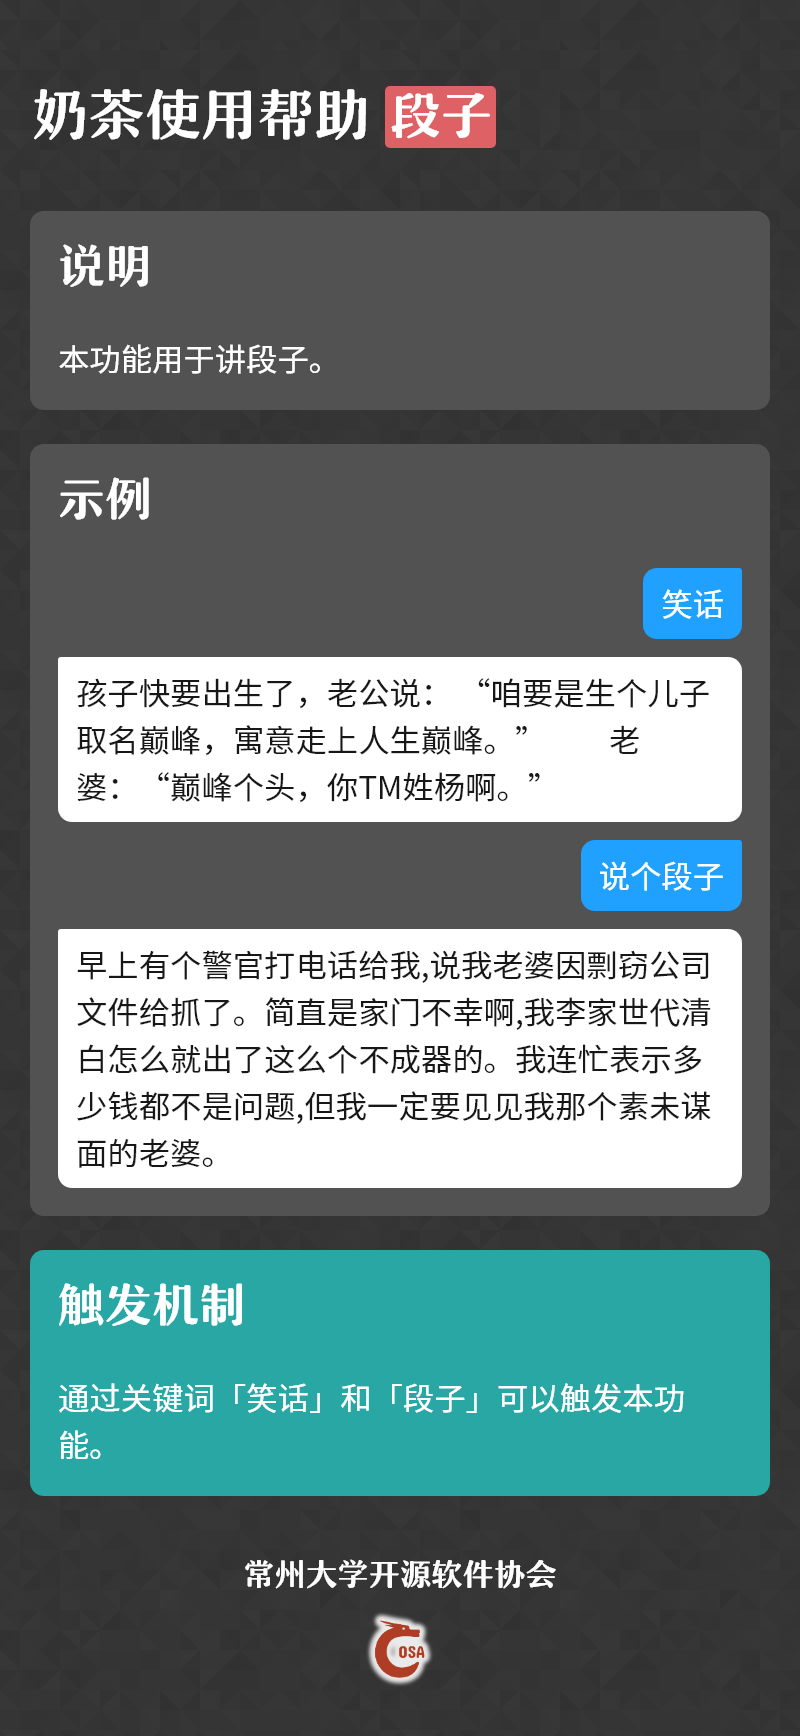 奶茶使用帮助 段子
说明
本功能用于讲段子。
示例
笑话
孩子快要出生了，老公说： “咱要是生个儿子
取名巅峰，寓意走上人生巅峰。” 老
婆： “巅峰个头，你TM姓杨啊。”
说个段子
早上有个警官打电话给我,说我老婆因剽窃公司
文件给抓了。简直是家门不幸啊,我李家世代清
白怎么就出了这么个不成器的。我连忙表示多
少钱都不是问题,但我一定要见见我那个素未谋
面的老婆。
触发机制
通过关键词「笑话」和「段子」可以触发本功
能。
常州大学开源软件协会
OSA